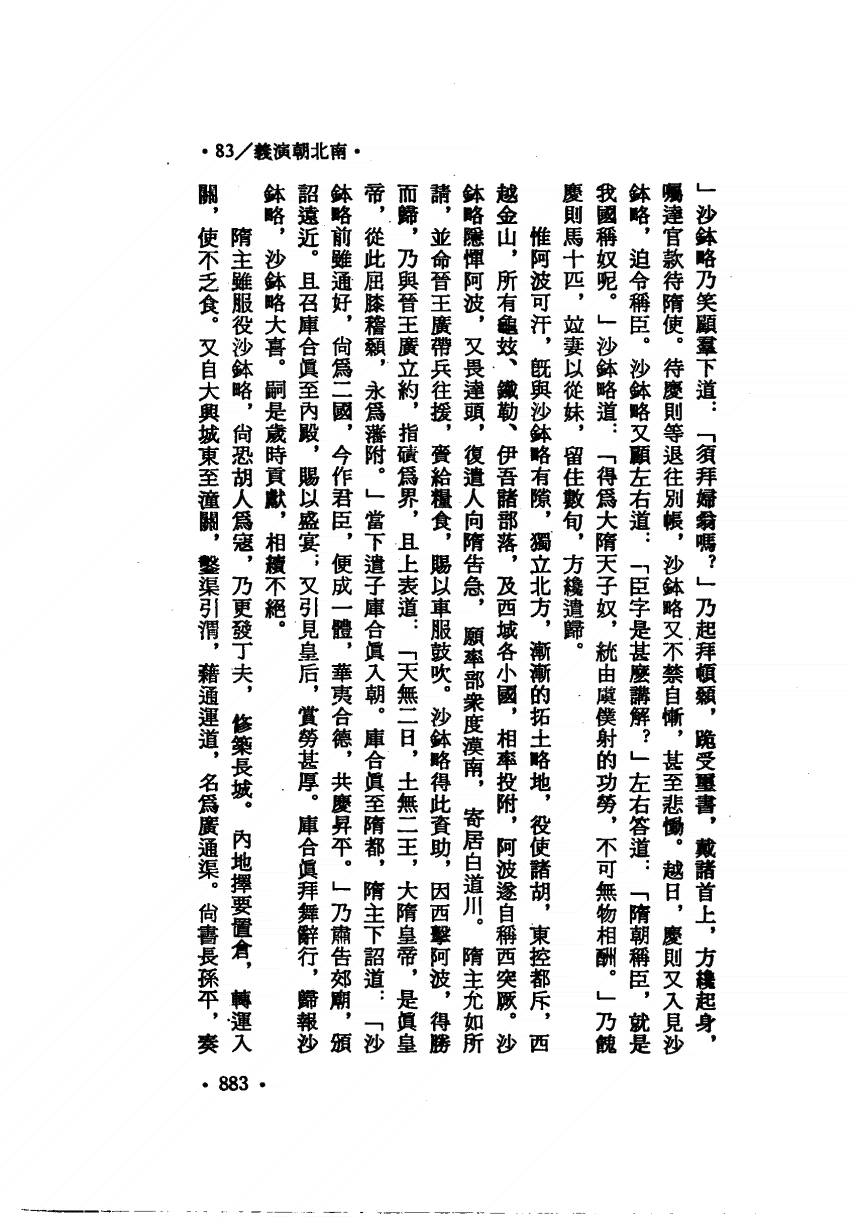 •83／義演朝北南•
」沙鉢略乃笑顧羣下道：「須拜婦翁嗎？」乃起拜頓顙，跪受璽書，戴諸首上，方纔起身，
囑達官款待隋使。待慶則等退往別帳，沙鉢略又不禁自慚，甚至悲慟。越日，慶則又入見沙
鉢略，迫令稱臣。沙鉢略又顧左右道：「臣字是甚麼講解？」左右答道：「隋朝稱臣，就是
我國稱奴呢。」沙鉢略道：「得爲大隋天子奴，統由虞僕射的功勞，不可無物相酬。」乃餽
慶則馬十匹，竝妻以從妹，留住數旬，方纔遣歸。
惟阿波可汗，旣與沙鉢略有隙，獨立北方，漸漸的拓土略地，役使諸胡，東控都斤，西
越金山，所有龜玆、鐵勒、伊吾諸部落，及西域各小國，相率投附，阿波遂自稱西突厥。沙
鉢略隱憚阿波，又畏達頭，復遣人向隋告急，願率部衆度漠南，寄居白道川。隋主允如所
請，並命晉王廣帶兵往援，賚給糧食，賜以車服鼓吹。沙鉢略得此資助，因西擊阿波，得勝
而歸，乃與晉王廣立約，指磧爲界，且上表道：「天無二日，土無二王，大隋皇帝，是眞皇
帝，從此屈膝稽顙，永爲藩附。」當下遣子庫合眞入朝。庫合眞至隋都，隋主下詔道：「沙
鉢略前雖通好，尙爲二國，今作君臣，便成一體，華夷合德，共慶昇平。」乃肅告郊廟，頒
詔遠近。且召庫合眞至內殿，賜以盛宴；又引見皇后，賞勞甚厚。庫合眞拜舞辭行，歸報沙
鉢略，沙鉢略大喜。嗣是歲時貢獻，相續不絕。
隋主雖服役沙鉢略，尙恐胡人爲寇，乃更發丁夫，修築長城。內地擇要置倉，轉運入
關，使不乏食。又自大興城東至潼關，鑿渠引渭，藉通運道，名爲廣通渠。尙書長孫平，奏
•883•